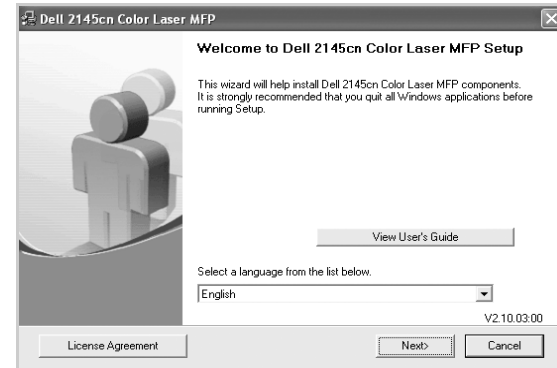 Dell 2145cn Color Laser MFP
Welcome to Dell 2145cn Color Laser MFP Setup
This wizard will help install Dell 2145cn Color Laser MFP components.
It is strongly recommended that you quit all Windows applications before
running Setup.
View User's Guide
Select a language from the list below.
English
V2.10.03:00
License Agreement
Next>
Cancel